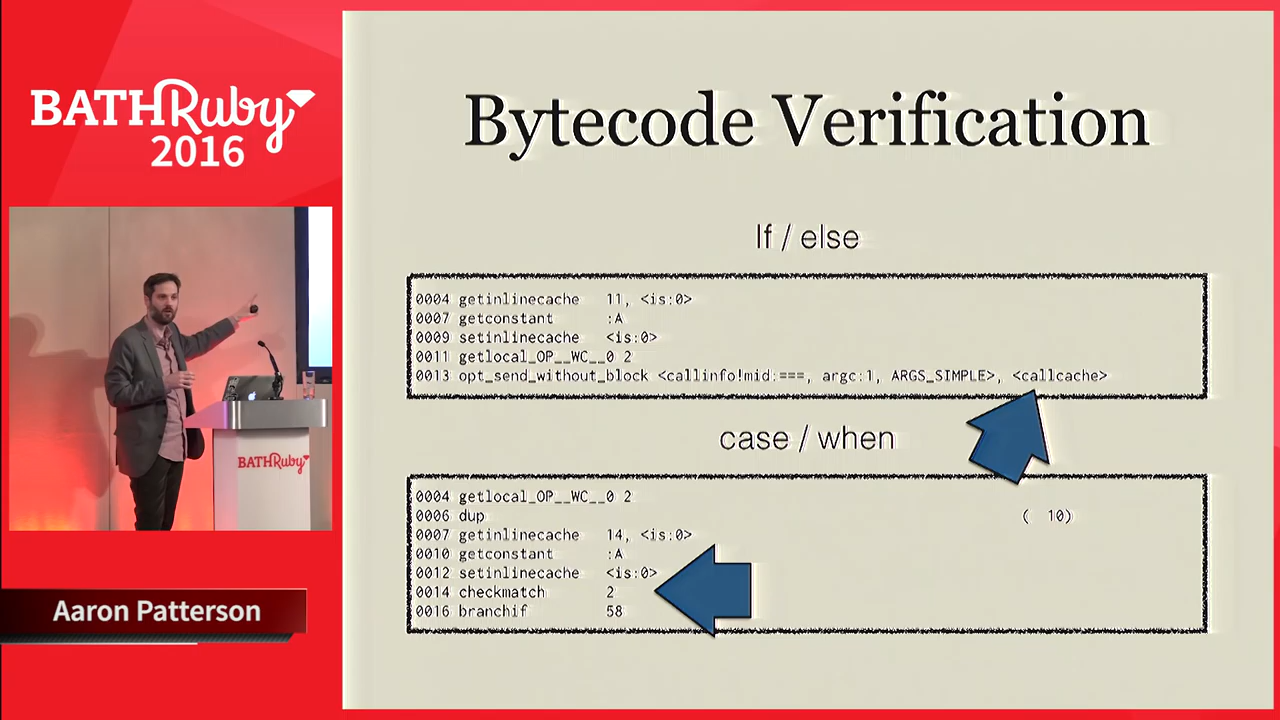 BATHRuby
2016
BATHRuby
Aaron Patterson
Bytecode Verification
If / else
0004 getinlinecache 11, <is:0>
0007 getconstant :A
0009 setinlinecache <is:0>
0011 getlocal_OP__WC__0 2
0013 opt_send_without_block <callinfo!mid:===, argc:1, ARGS_SIMPLE>, <callcache>
case / when
0004 getlocal_OP__WC__0 2
0006 dup ( 10)
0007 getinlinecache 14, <is:0>
0010 getconstant :A
0012 setinlinecache <is:0>
0014 checkmatch 2
0016 branchif 58